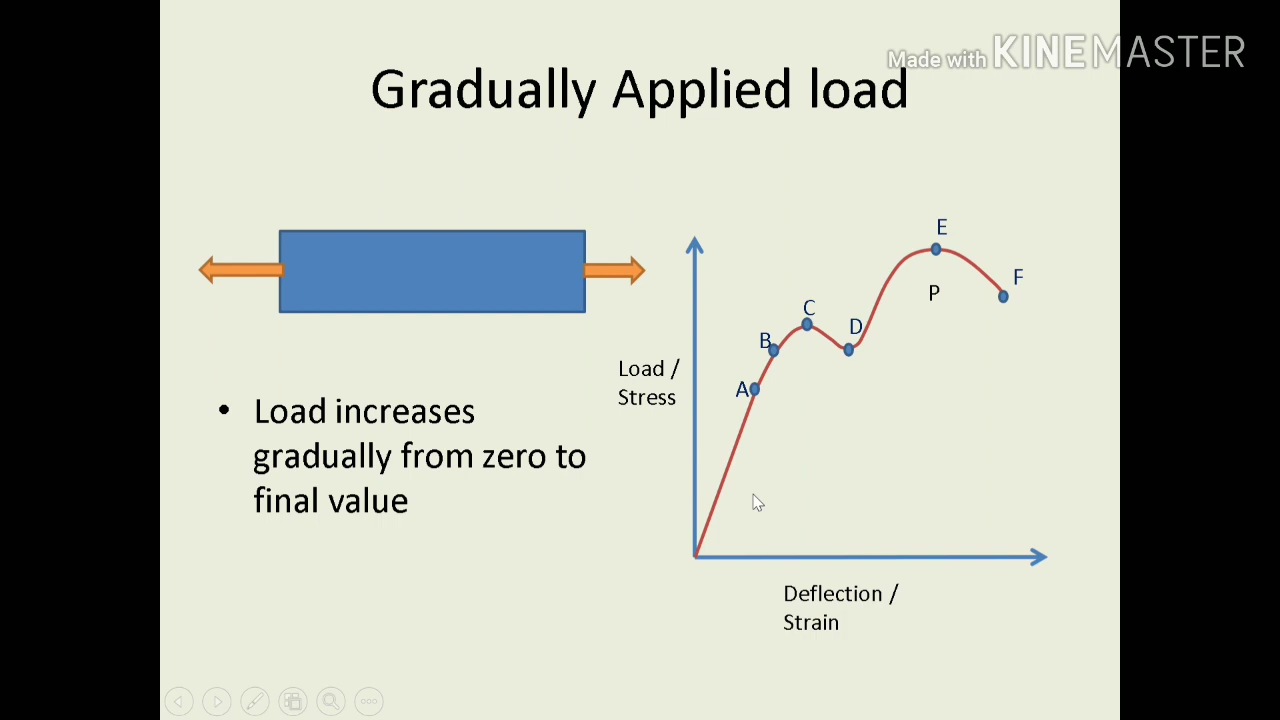 Made with KINEMASTER
Gradually Applied load
E
F
P
C
D
B
A
Load /
Stress
• Load increases
gradually from zero to
final value
Deflection /
Strain